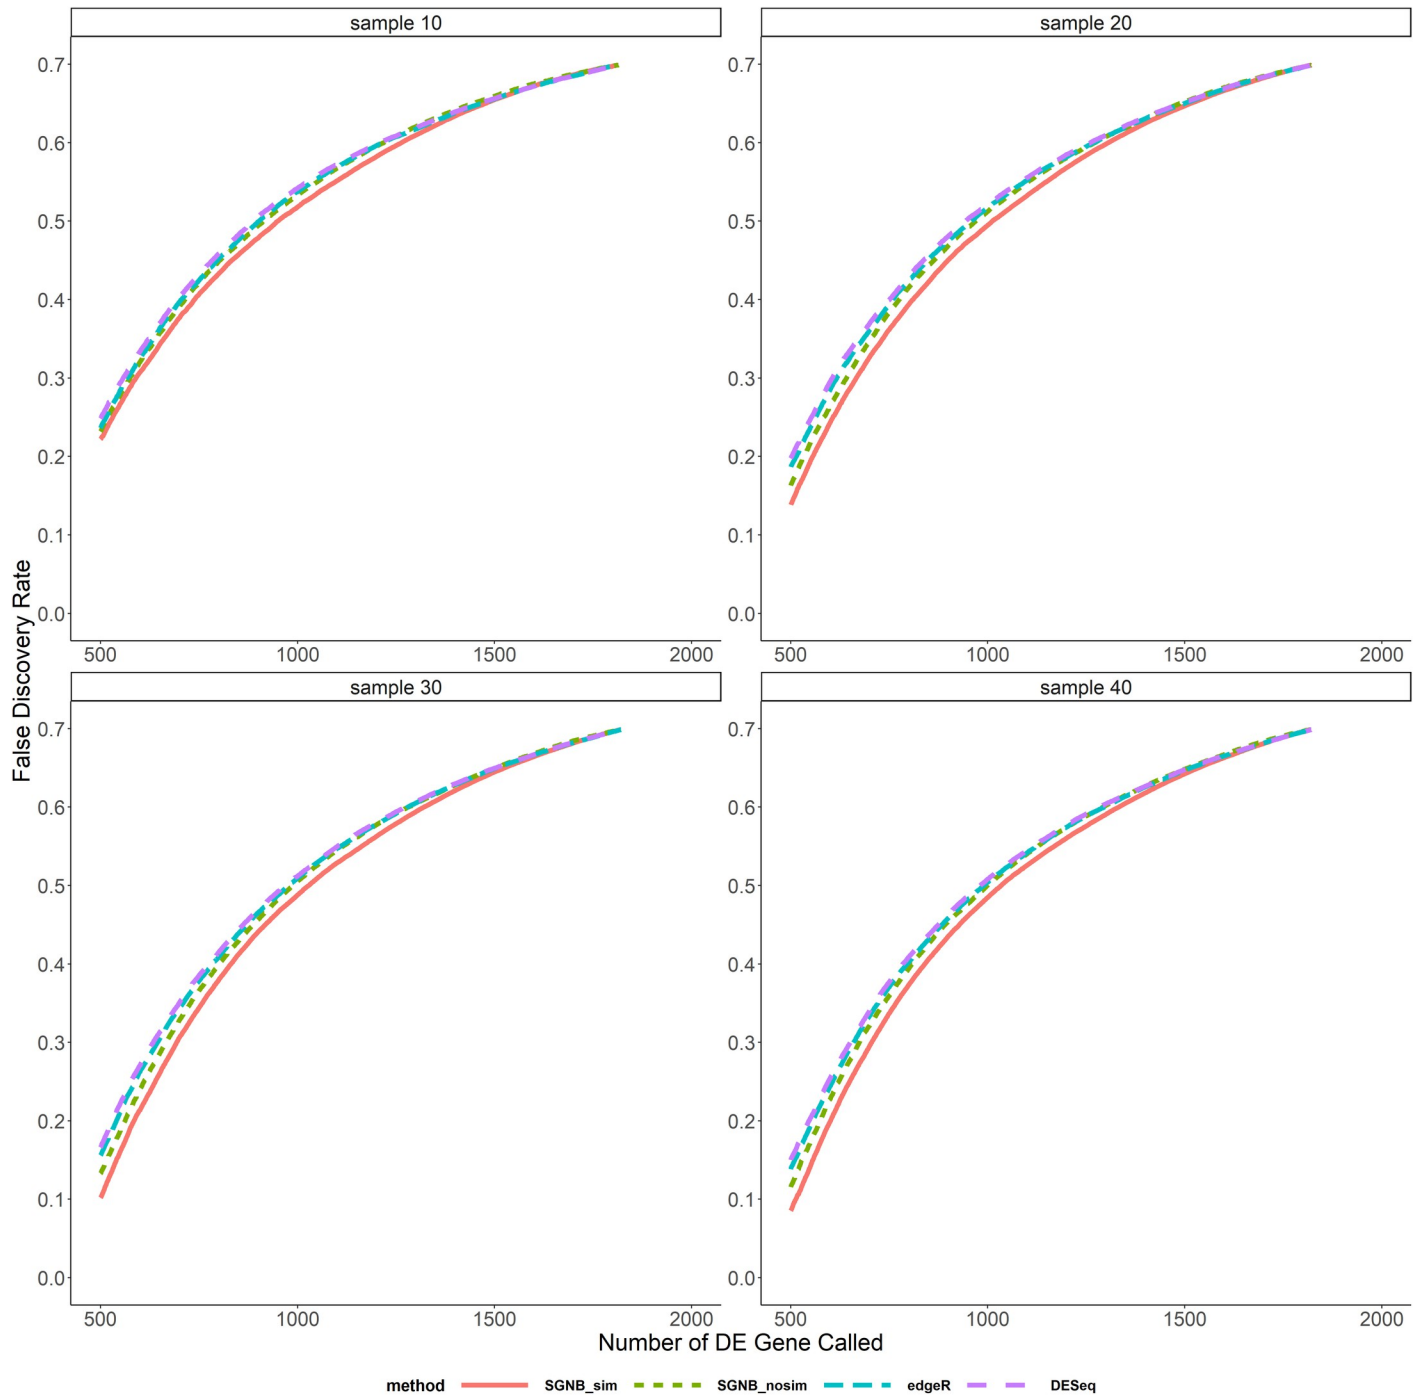 sample 10
sample 20
0.7
0.6
0.5
0.4
0.3
0.2
0.1
0.0
0.7
0.6
0.5
0.4
0.3
0.2
0.1
0.0
500 1000 1500 2000
500 1000 1500 2000
False Discovery Rate
sample 30
sample 40
0.7
0.6
0.5
0.4
0.3
0.2
0.1
0.0
0.7
0.6
0.5
0.4
0.3
0.2
0.1
0.0
500 1000 1500 2000
500 1000 1500 2000
Number of DE Gene Called
method SGNB_sim SGNB_nosim edgeR DESeq